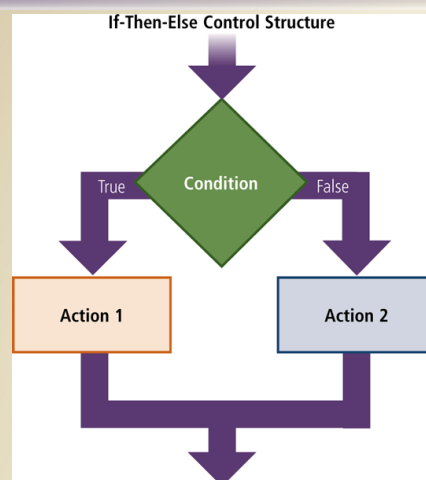 If-Then-Else Control Structure
True
Condition
False
Action 1
Action 2